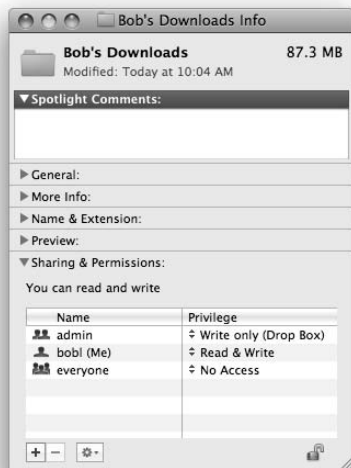 Bob's Downloads Info
Bob's Downloads 87.3 MB
Modified: Today at 10:04 AM
Spotlight Comments:
General:
More Info:
Name & Extension:
Preview:
Sharing & Permissions:
You can read and write
Name Privilege
admin Write only (Drop Box)
bobl (Me) Read & Write
everyone No Access